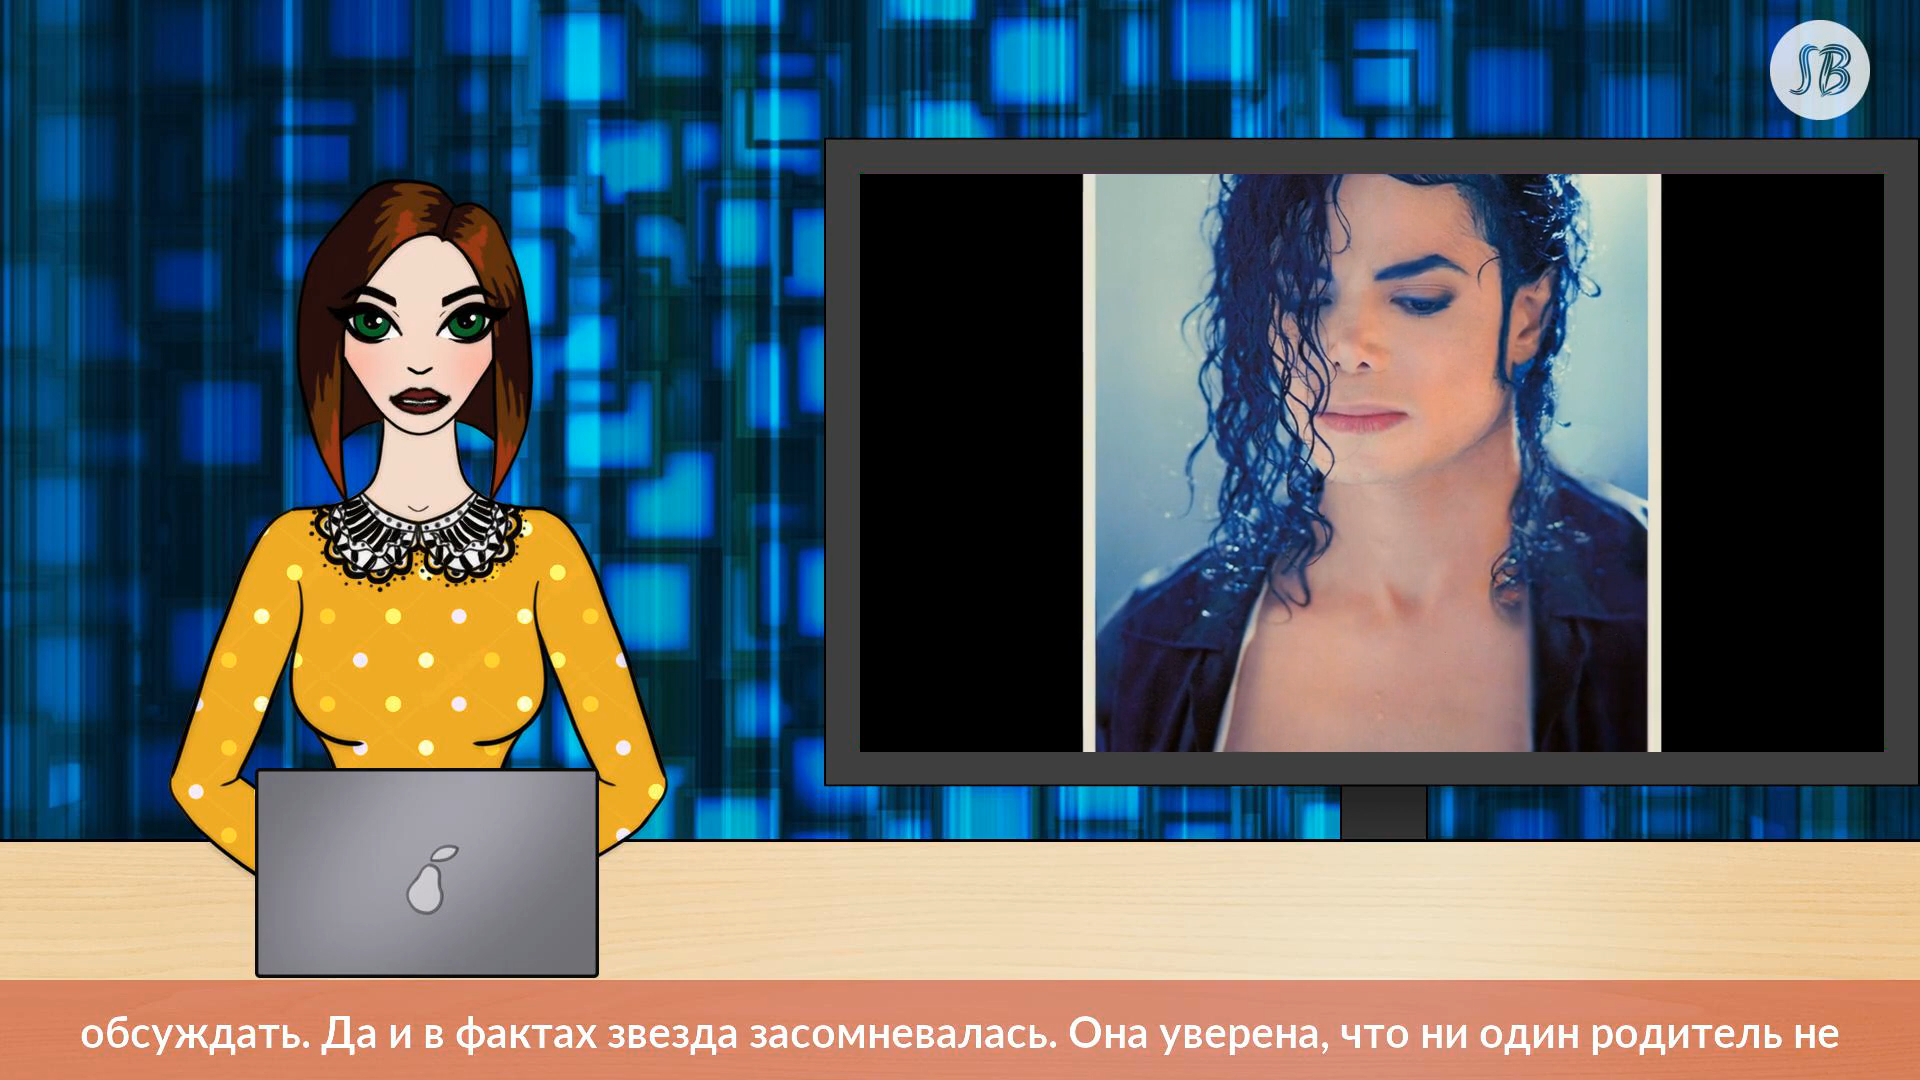 SB
обсуждать. Да и в фактах звезда засомневалась. Она уверена, что ни один родитель не